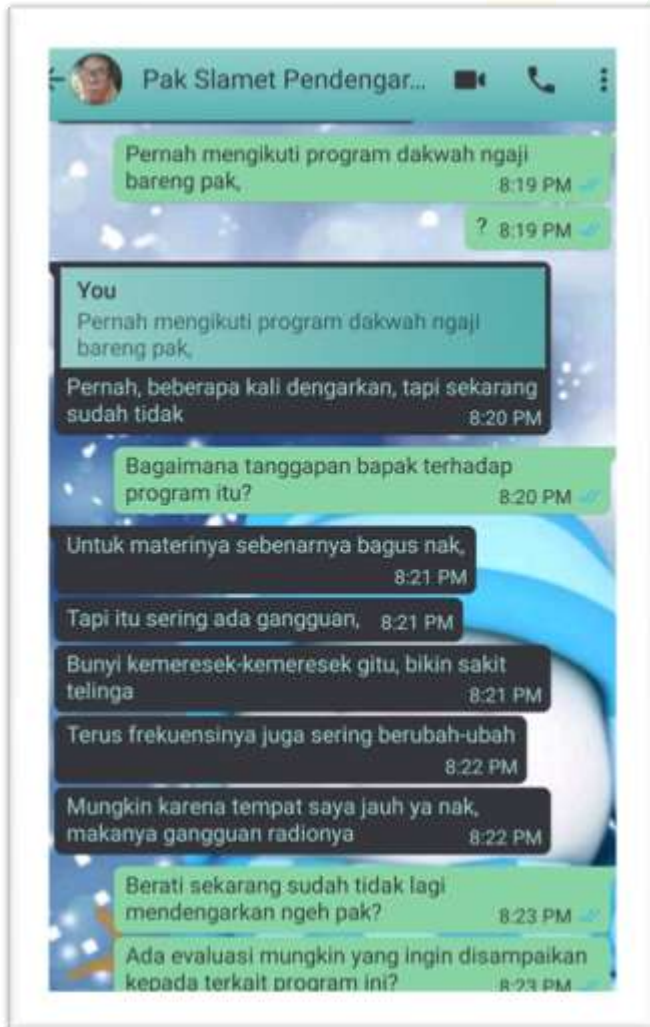 Pak Slamet Pendengar...
Pernah mengikuti program dakwah ngaji
bareng pak,
8:19 PM
? 8:19 PM
You
Pernah mengikuti program dakwah ngaji
bareng pak,
Pernah, beberapa kali dengarkan, tapi sekarang
sudah tidak
8:20 PM
Bagaimana tanggapan bapak terhadap
program itu?
8:20 PM
Untuk materinya sebenarnya bagus nak,
8:21 PM
Tapi itu sering ada gangguan, 8:21 PM
Bunyi kemeresek-kemeresek gitu, bikin sakit
telinga
8:21 PM
Terus frekuensinya juga sering berubah-ubah
8:22 PM
Mungkin karena tempat saya jauh ya nak,
makanya gangguan radionya
8:22 PM
Berati sekarang sudah tidak lagi
mendengarkan ngeh pak?
8:23 PM
Ada evaluasi mungkin yang ingin disampaikan
kepada terkait program ini?
8:23 PM